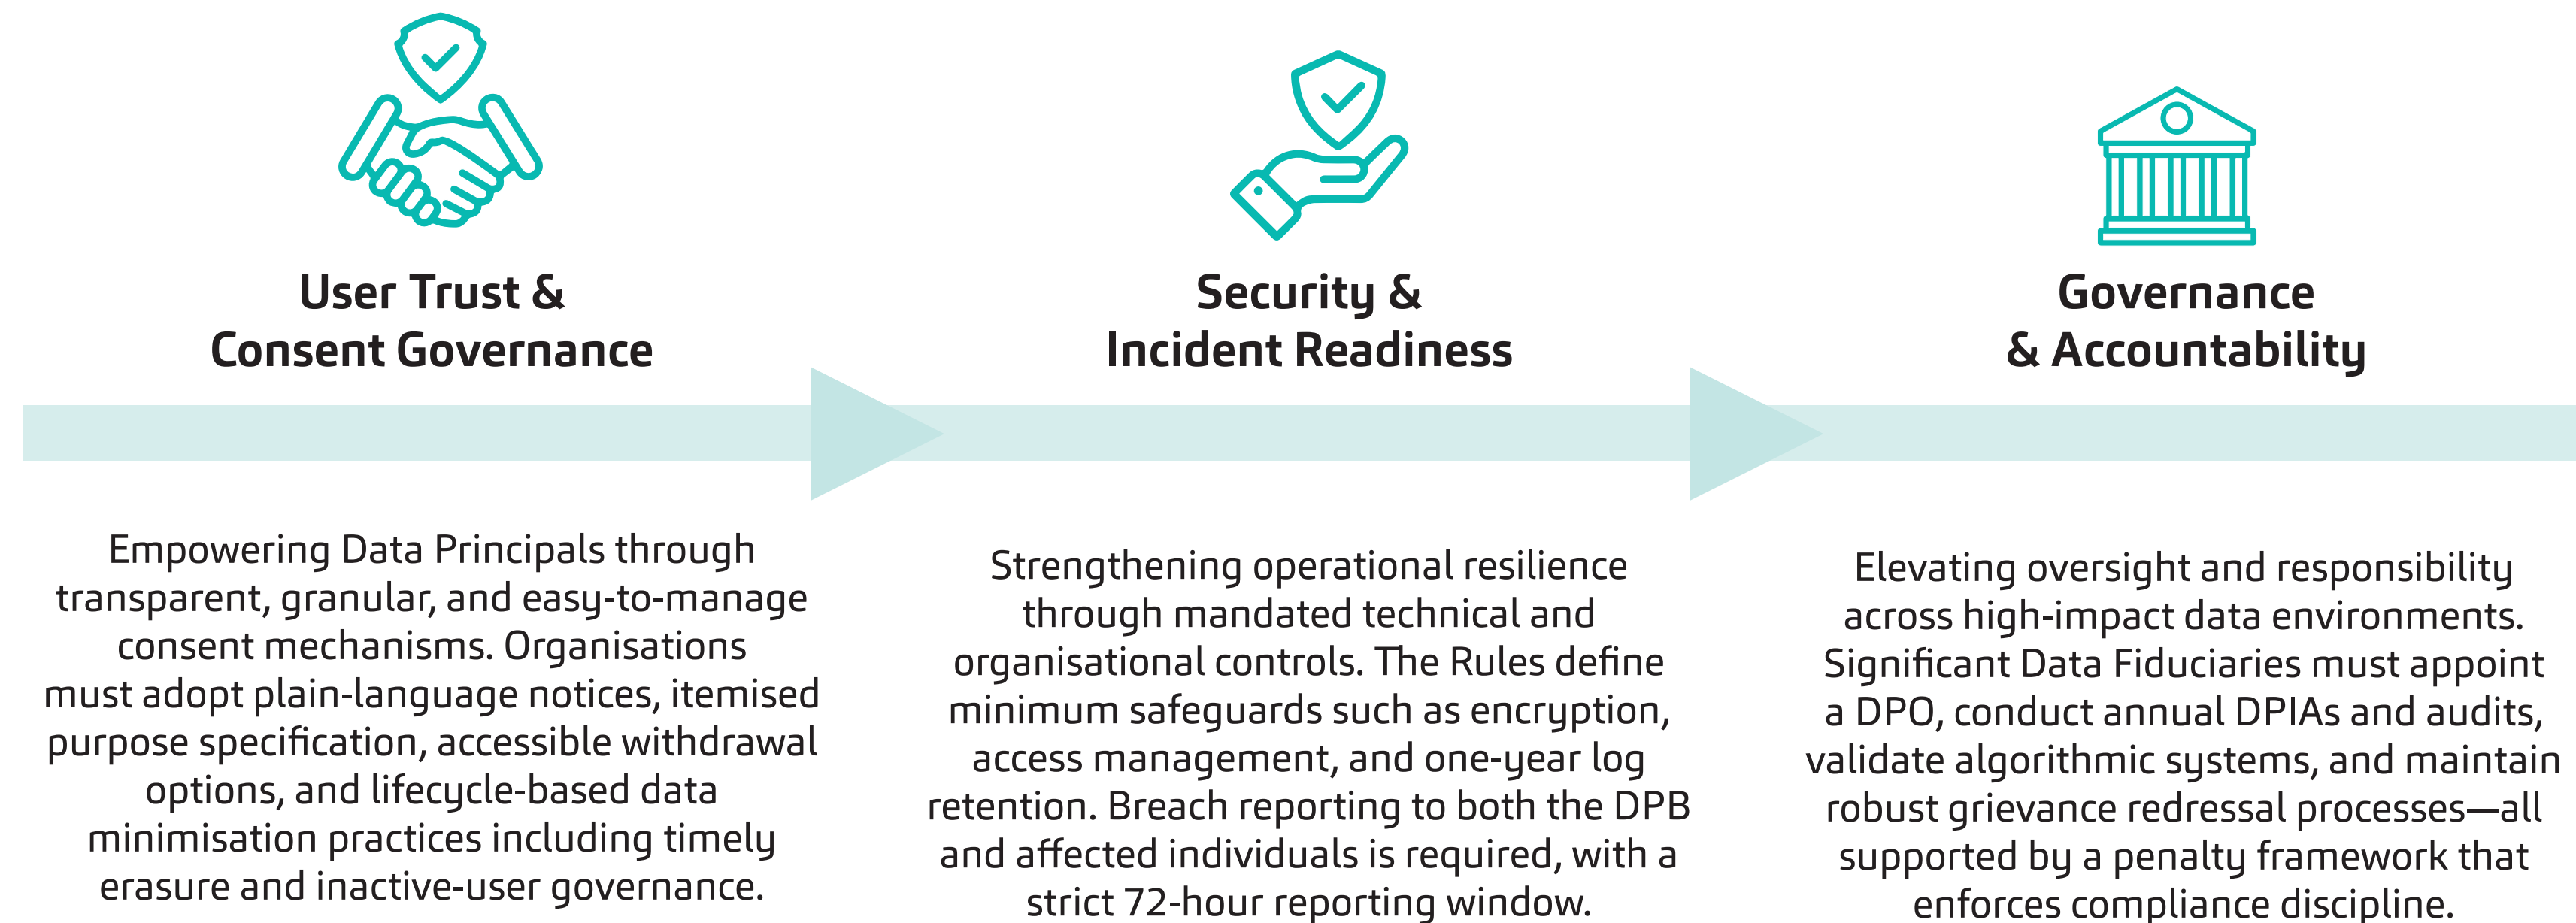 User Trust &
Consent Governance
Empowering Data Principals through
transparent, granular, and easy-to-manage
consent mechanisms. Organisations
must adopt plain-language notices, itemised
purpose specification, accessible withdrawal
options, and lifecycle-based data
minimisation practices including timely
erasure and inactive-user governance.
Security &
Incident Readiness
Strengthening operational resilience
through mandated technical and
organisational controls. The Rules define
minimum safeguards such as encryption,
access management, and one-year log
retention. Breach reporting to both the DPB
and affected individuals is required, with a
strict 72-hour reporting window.
Governance
& Accountability
Elevating oversight and responsibility
across high-impact data environments.
Significant Data Fiduciaries must appoint
a DPO, conduct annual DPIAs and audits,
validate algorithmic systems, and maintain
robust grievance redressal processes—all
supported by a penalty framework that
enforces compliance discipline.